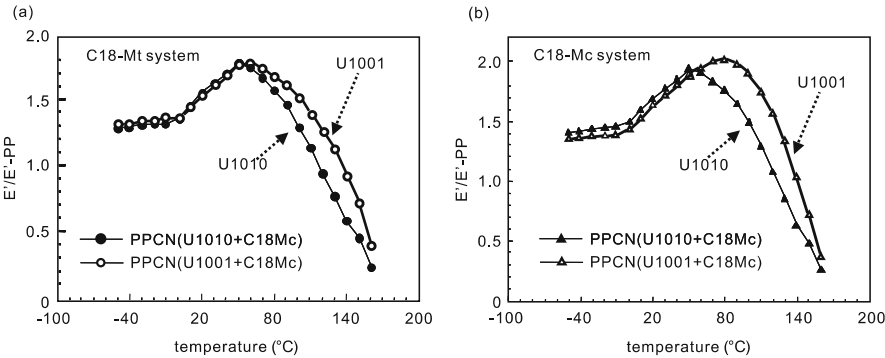 (a)
2.0
C18-Mt system
U1001
1.5
E'/E'-PP
1.0
U1010
0.5
PPCN(U1010+C18Mc)
PPCN(U1001+C18Mc)
0
-100 -40 20 80 140 200
temperature (°C)
(b)
C18-Mc system
2.0
U1001
1.5
E'/E'-PP
U1010
1.0
0.5
PPCN(U1010+C18Mc)
PPCN(U1001+C18Mc)
0
-100 -40 20 80 140 200
temperature (°C)